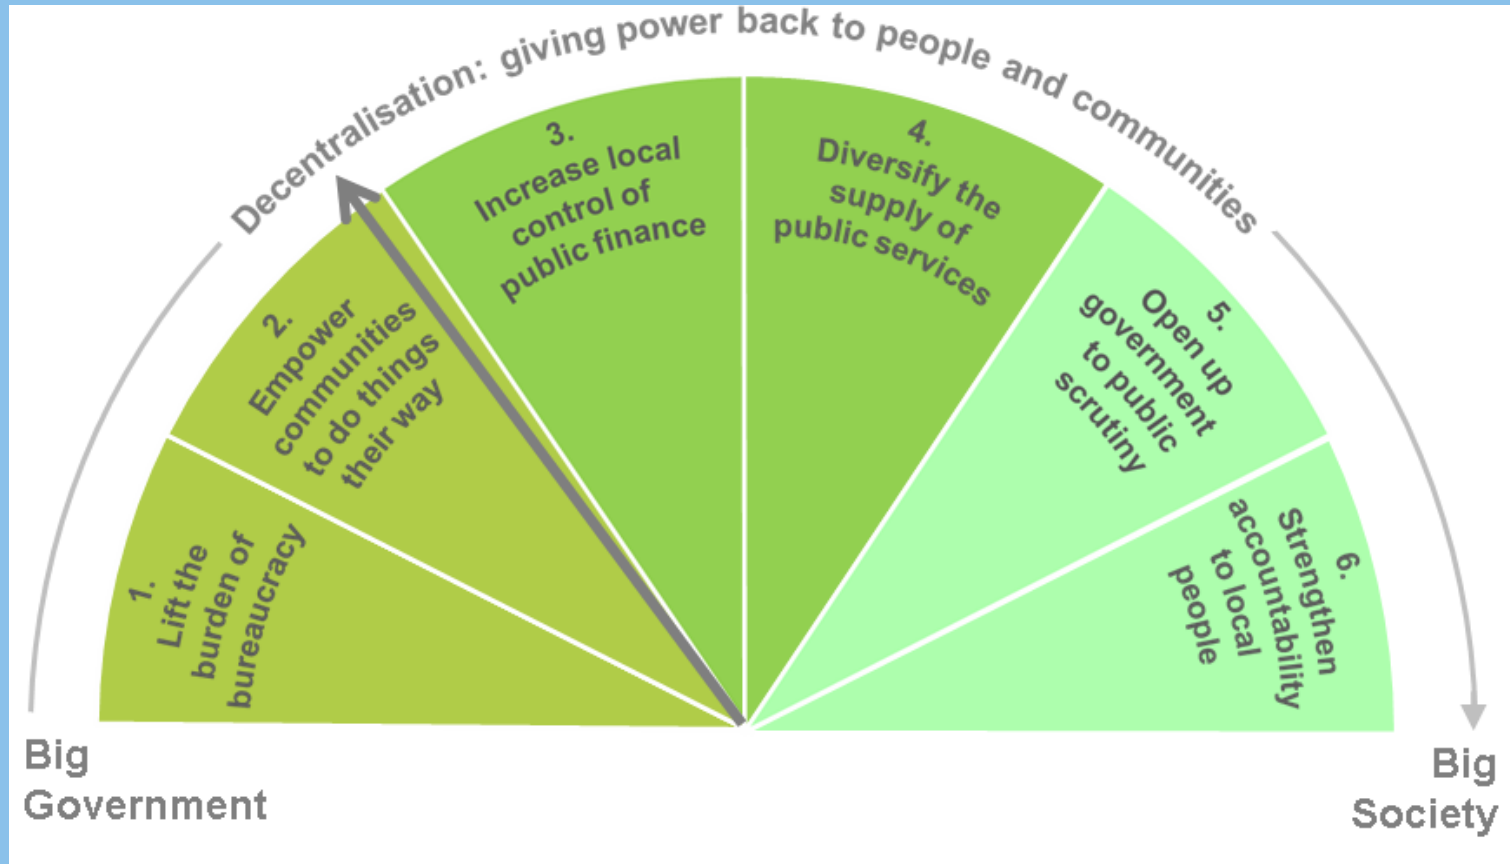 Decentralisation: giving power back to people and communities
1.
Lift the
burden of
bureaucracy
2.
Empower
communities
to do things
their way
3.
Increase local
control of
public finance
4.
Diversify the
supply of
public services
5.
Open up
government
to public
scrutiny
6.
Strengthen
accountability
to local
people
Big
Government
Big
Society